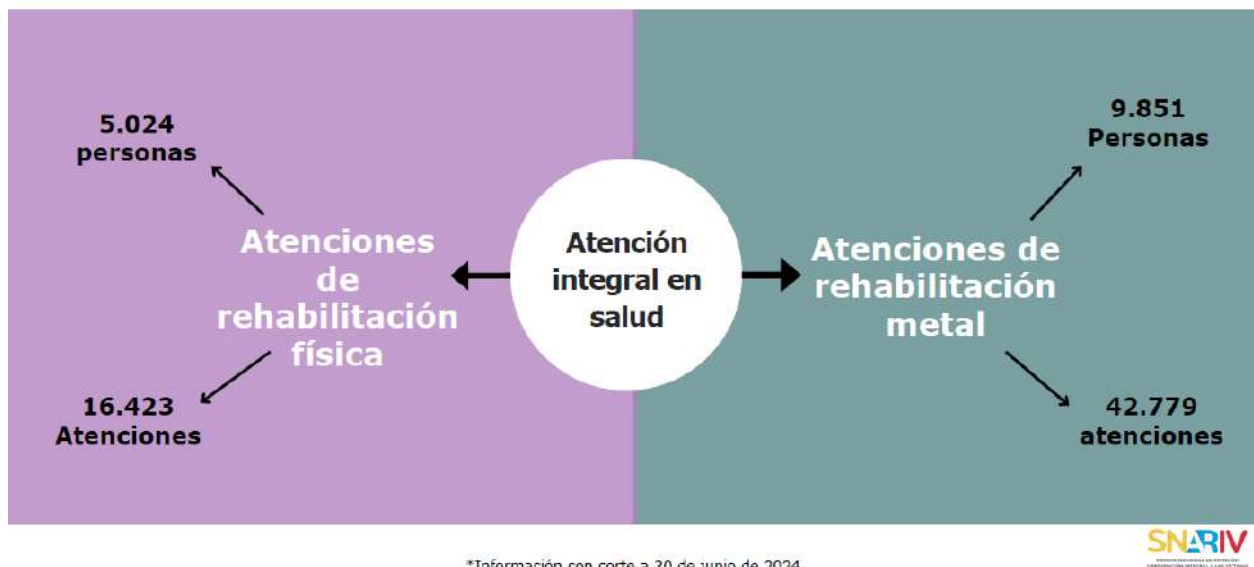 5.024
personas
Atenciones
de
rehabilitación
física
16.423
Atenciones
Atención
integral en
salud
9.851
Personas
Atenciones de
rehabilitación
metal
42.779
atenciones
*Información con corte a 30 de junio de 2024
SNARIV